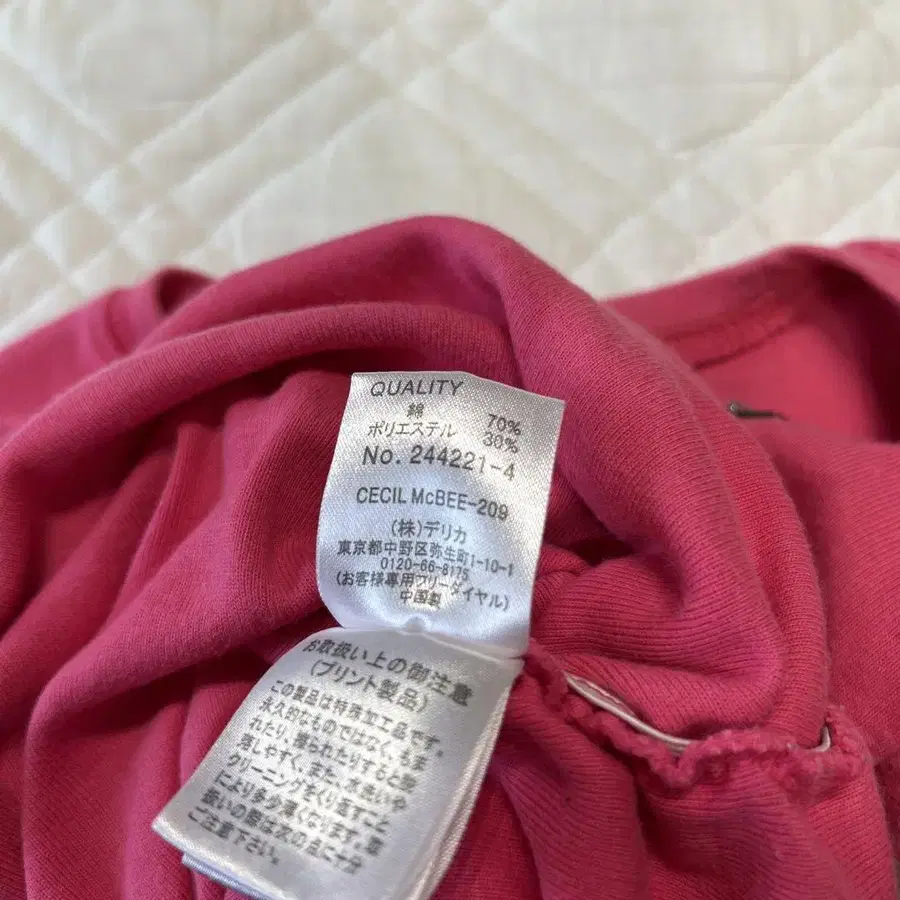 QUALITY
綿 70%
ポリエステル 30%
No. 244221-4
CECIL McBEE-209
(株)デリカ
東京都中野区弥生町1-10-1
0120-66-8175
(お客様専用フリーダイヤル)
中国製
お取扱い上の御注意
(プリント製品)
この製品は特殊加工品です。
永久的なものではなく、もま
れたり、擦られたりすると脱
落しやすく、また、水洗いや
クリーニングをくり返すこと
により多少薄くなります。取
扱いの際は次の点に十分
ご注意下さい。